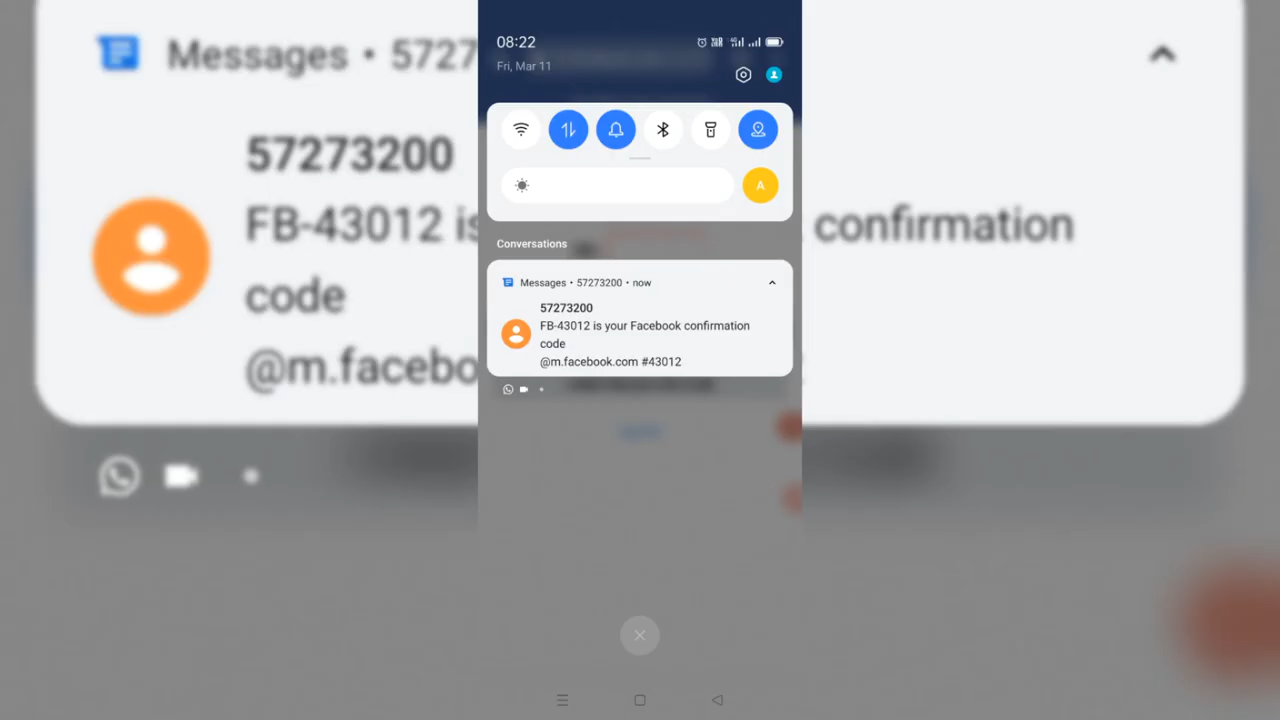 08:22
Fri, Mar 11
A
Conversations
Messages • 57273200 • now
57273200
FB-43012 is your Facebook confirmation
code
@m.facebook.com #43012
Messages • 5727
57273200
FB-43012 is
confirmation
code
@m.facebo